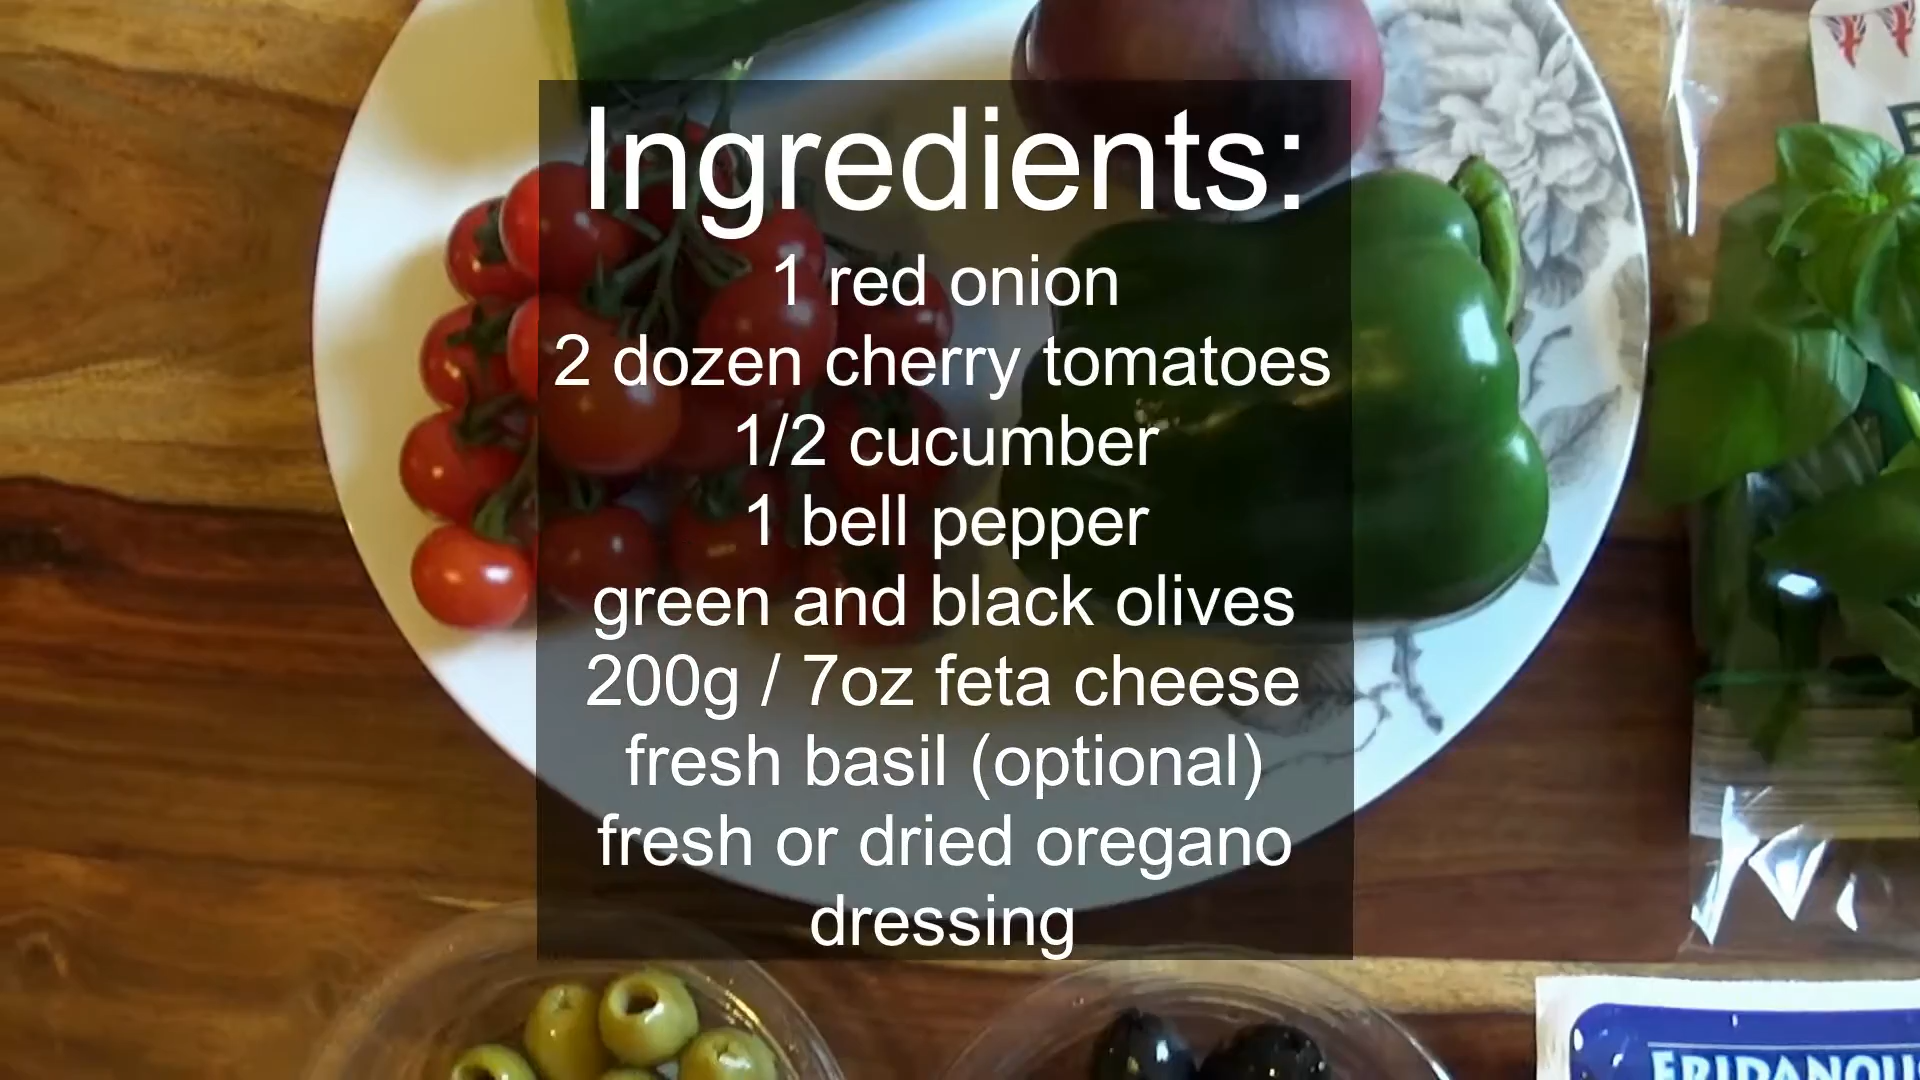 Ingredients:
1 red onion
2 dozen cherry tomatoes
1/2 cucumber
1 bell pepper
green and black olives
200g / 7oz feta cheese
fresh basil (optional)
fresh or dried oregano
dressing